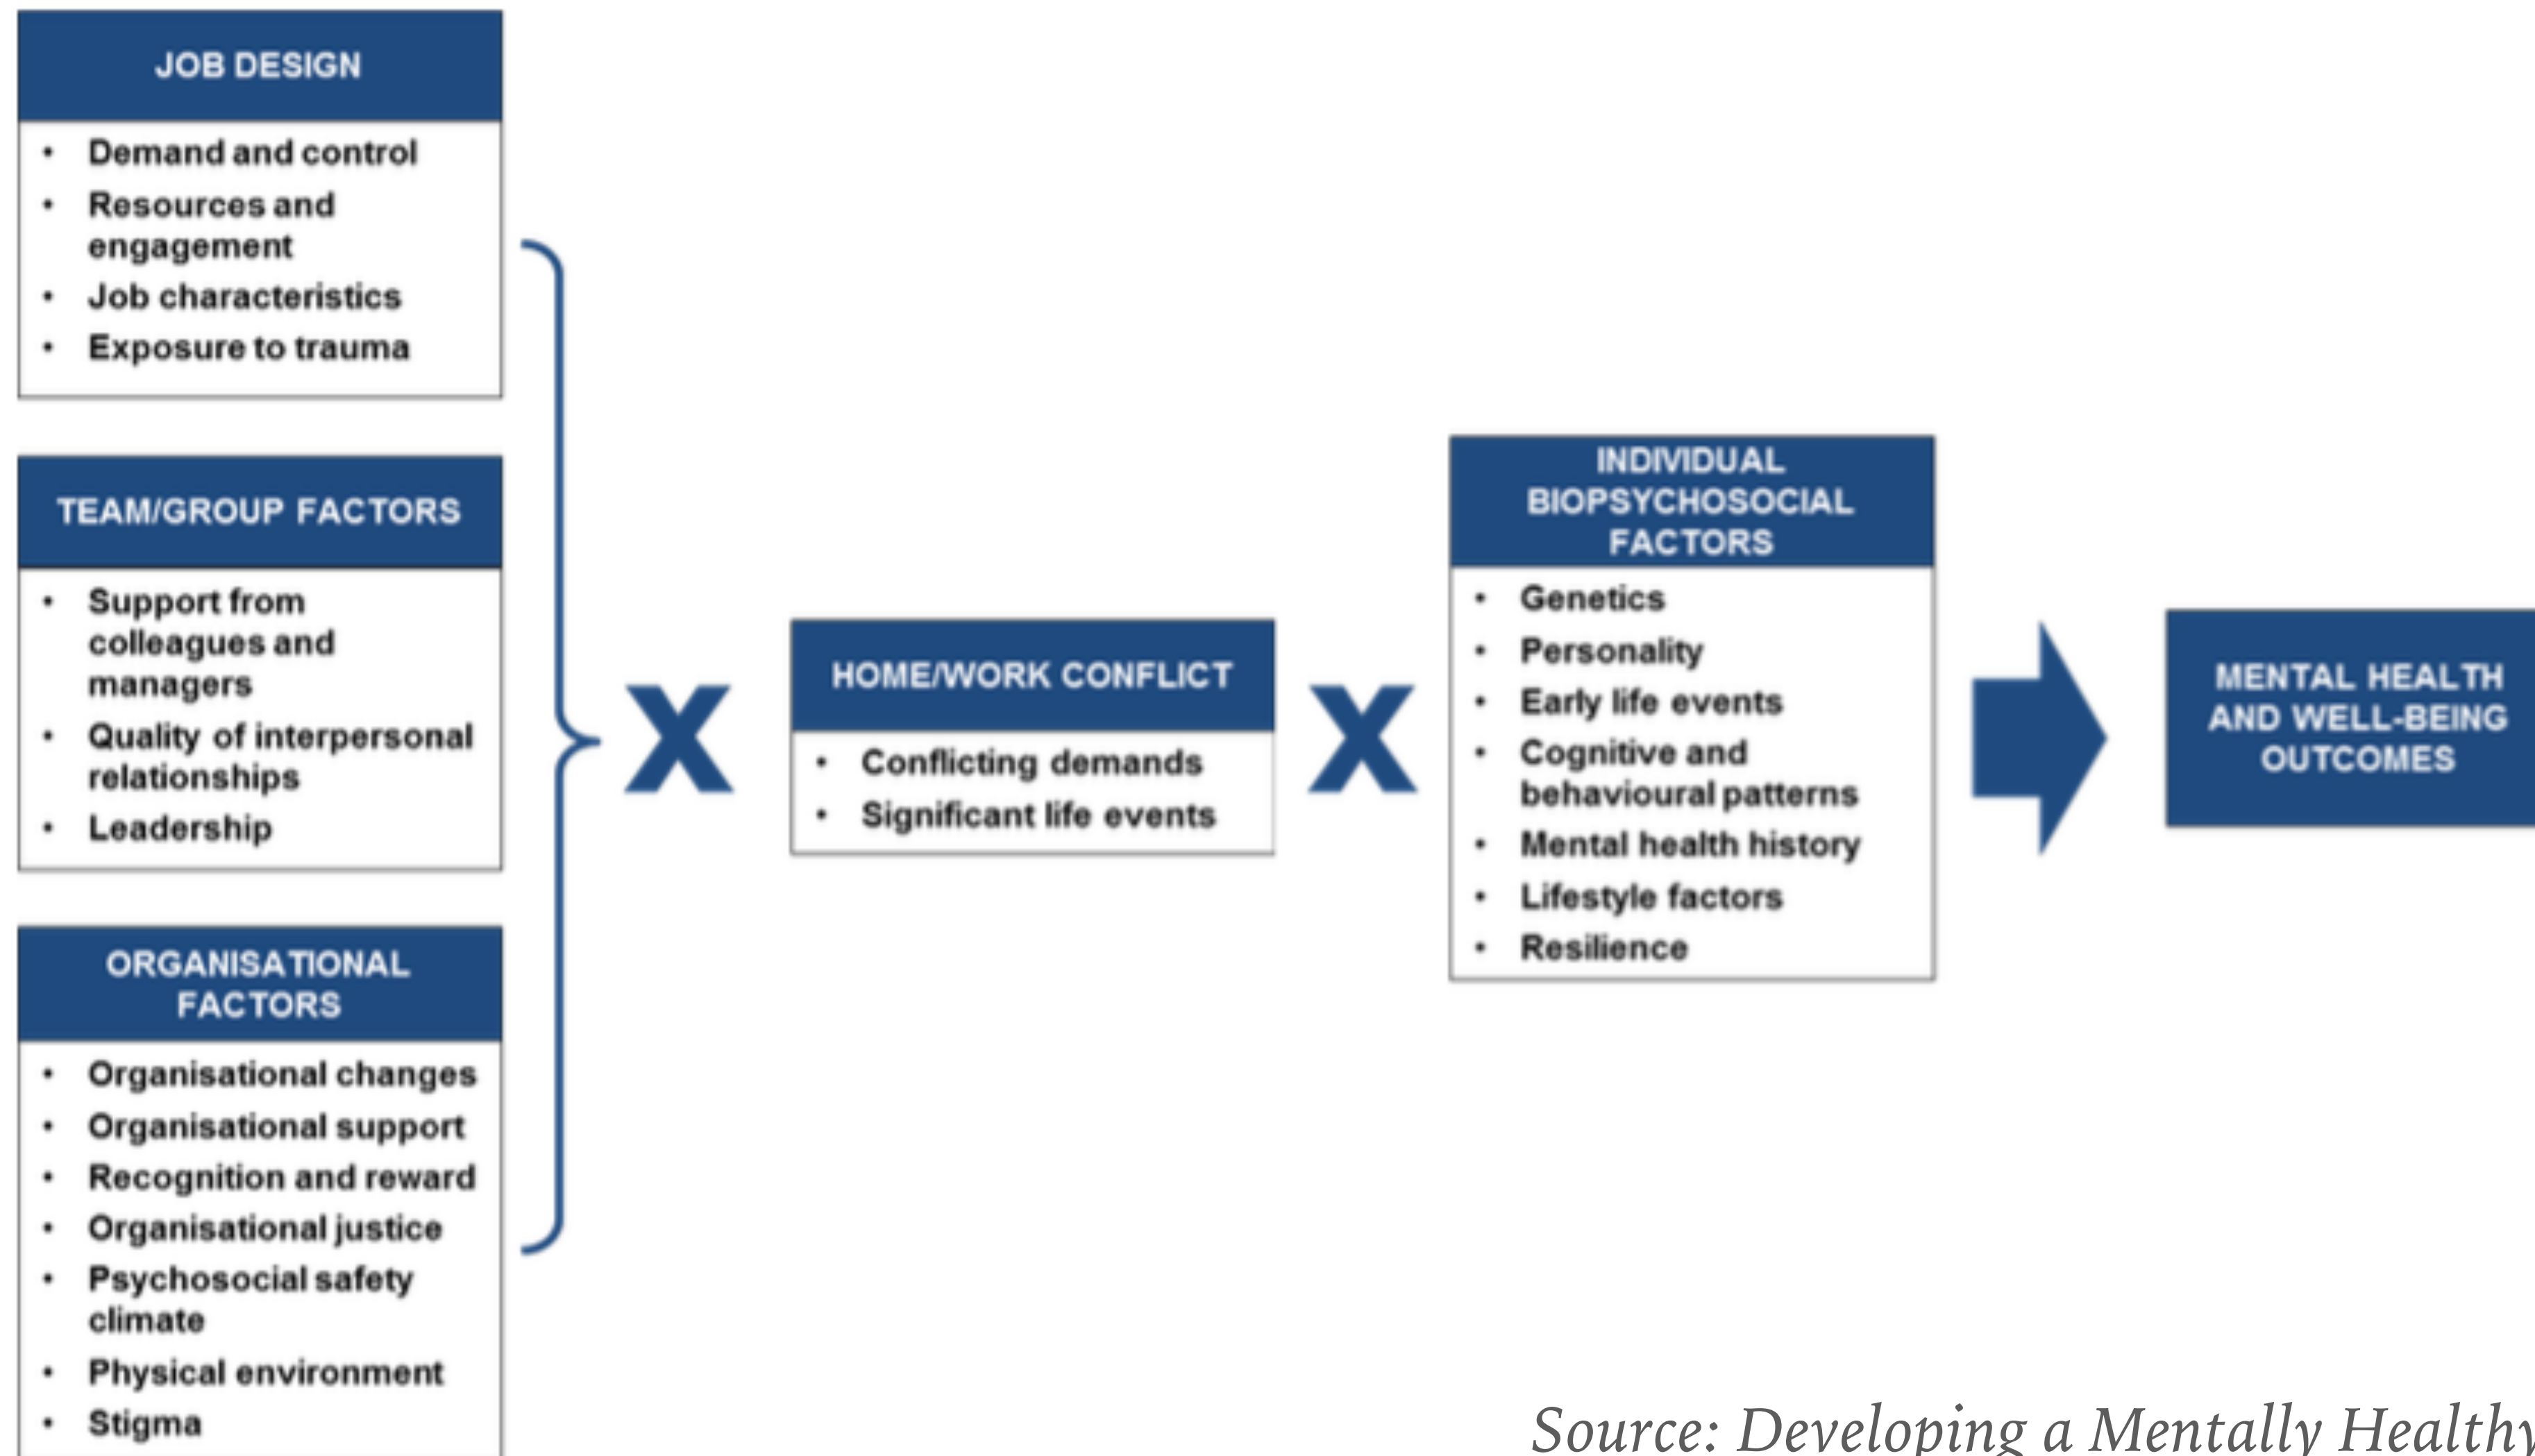 JOB DESIGN
• Demand and control
• Resources and
engagement
• Job characteristics
• Exposure to trauma
TEAM/GROUP FACTORS
• Support from
colleagues and
managers
• Quality of interpersonal
relationships
• Leadership
ORGANISATIONAL
FACTORS
• Organisational changes
• Organisational support
• Recognition and reward
• Organisational justice
• Psychosocial safety
climate
• Physical environment
• Stigma
X
HOME/WORK CONFLICT
• Conflicting demands
• Significant life events
X
INDIVIDUAL
BIOPSYCHOSOCIAL
FACTORS
• Genetics
• Personality
• Early life events
• Cognitive and
behavioural patterns
• Mental health history
• Lifestyle factors
• Resilience
MENTAL HEALTH
AND WELL-BEING
OUTCOMES
Source: Developing a Mentally Healthy